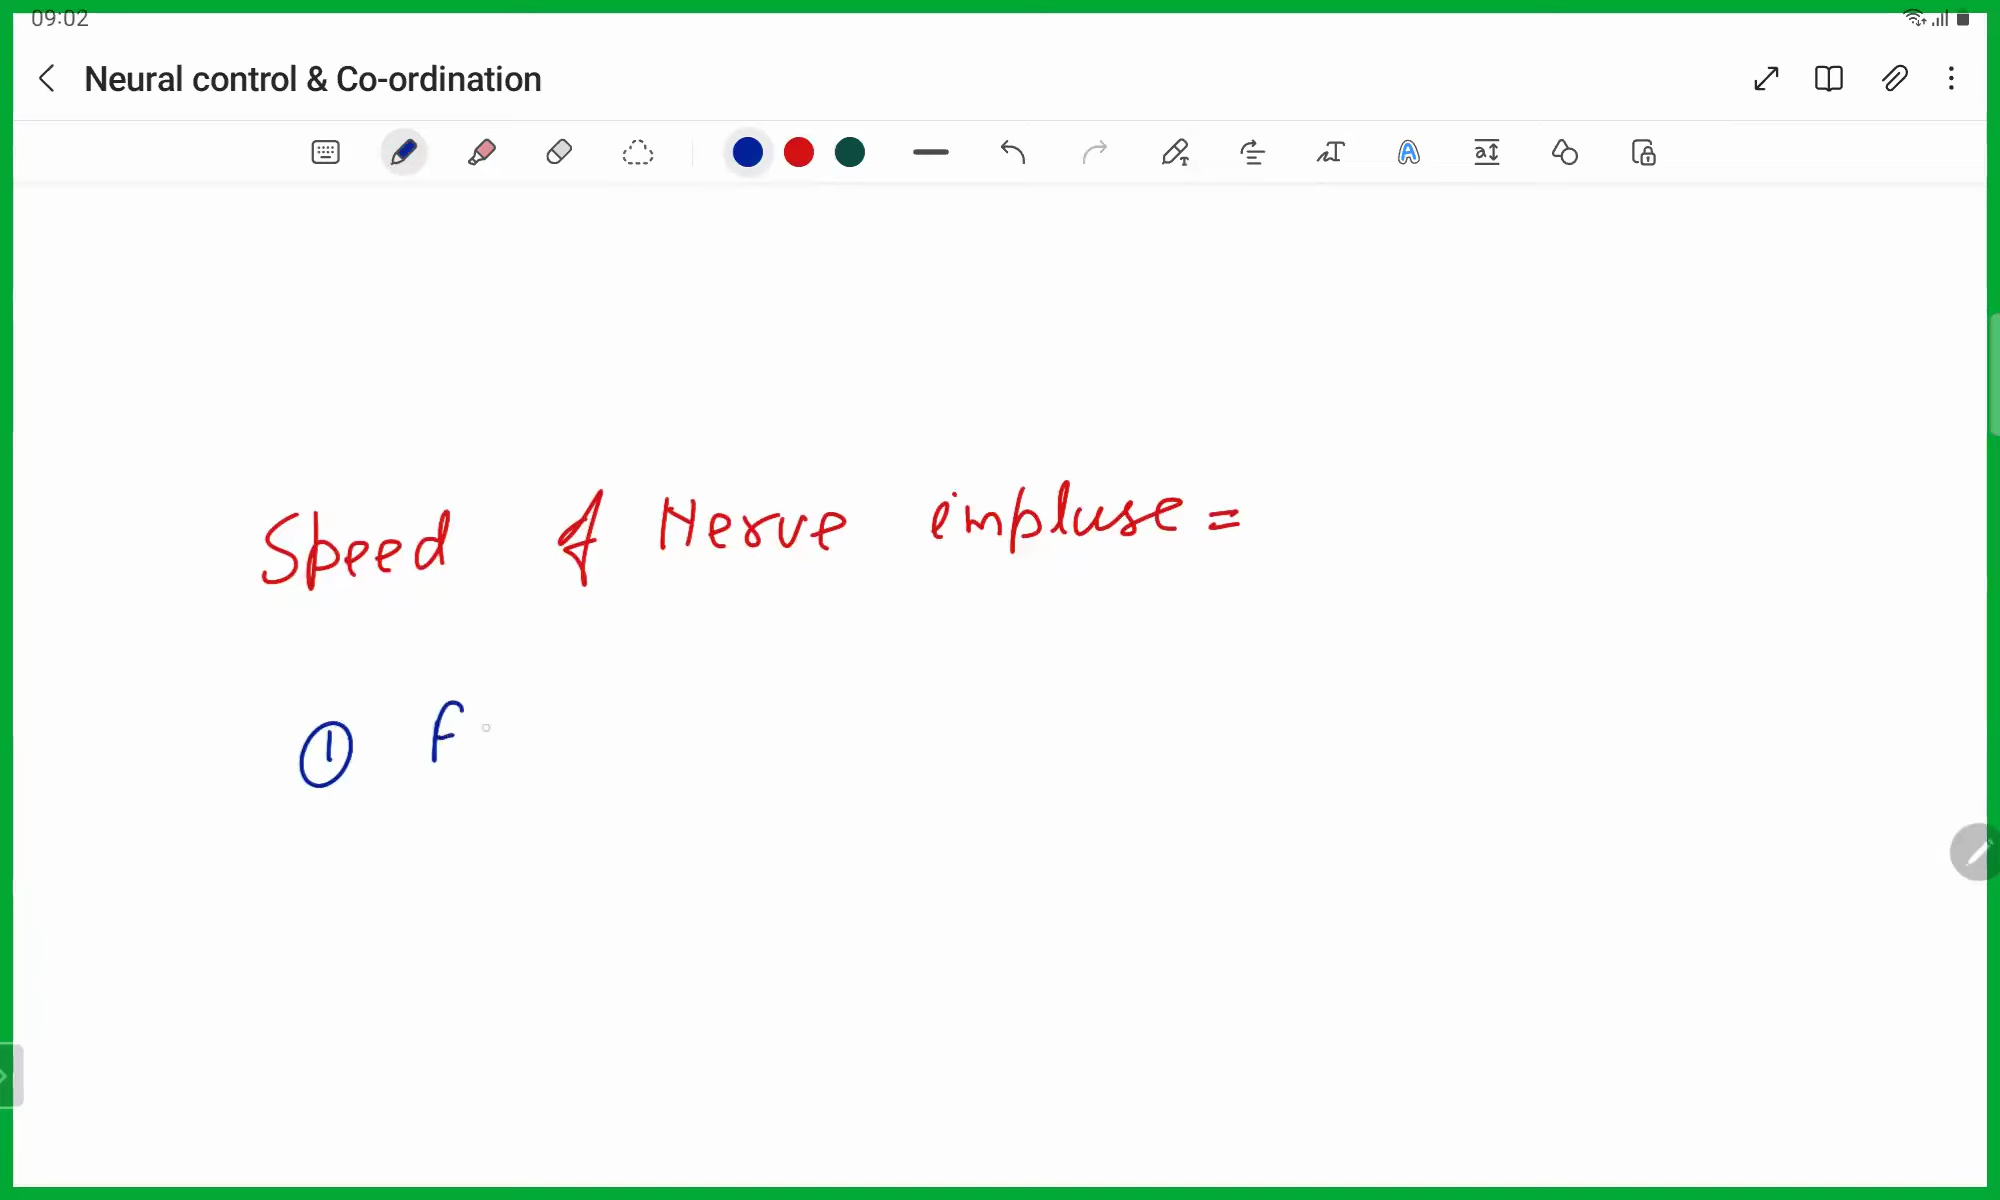 09:02
Neural control & Co-ordination
Speed of Nerve impluse =
① F